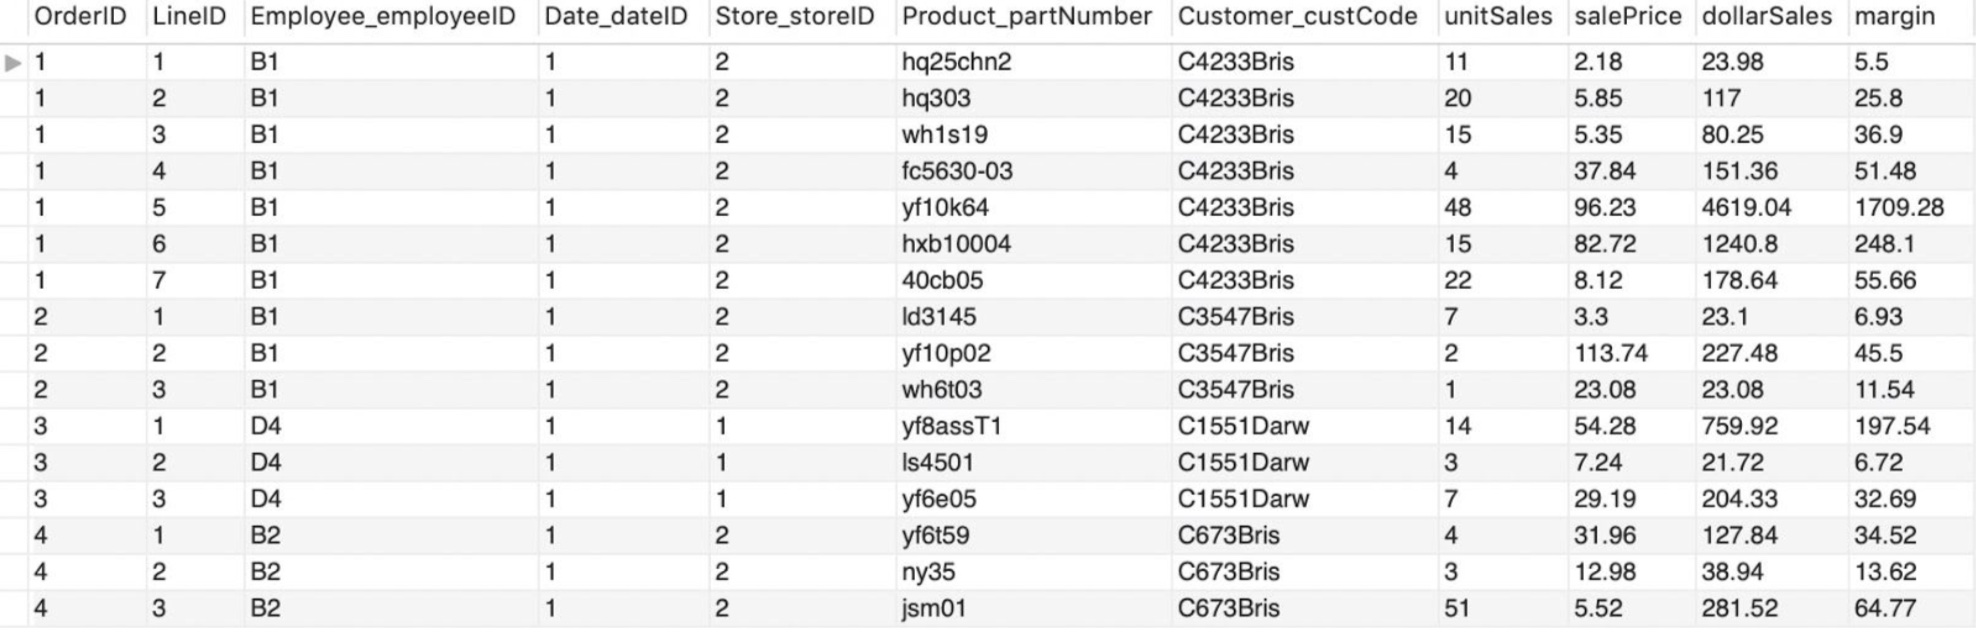 OrderID LineID Employee_employeeID Date_dateID Store_storeID Product_partNumber Customer_custCode unitSales salePrice dollarSales margin
1 1 B1 1 2 hq25chn2 C4233Bris 11 2.18 23.98 5.5
1 2 B1 1 2 hq303 C4233Bris 20 5.85 117 25.8
1 3 B1 1 2 wh1s19 C4233Bris 15 5.35 80.25 36.9
1 4 B1 1 2 fc5630-03 C4233Bris 4 37.84 151.36 51.48
1 5 B1 1 2 yf10k64 C4233Bris 48 96.23 4619.04 1709.28
1 6 B1 1 2 hxb10004 C4233Bris 15 82.72 1240.8 248.1
1 7 B1 1 2 40cb05 C4233Bris 22 8.12 178.64 55.66
2 1 B1 1 2 ld3145 C3547Bris 7 3.3 23.1 6.93
2 2 B1 1 2 yf10p02 C3547Bris 2 113.74 227.48 45.5
2 3 B1 1 2 wh6t03 C3547Bris 1 23.08 23.08 11.54
3 1 D4 1 1 yf8assT1 C1551Darw 14 54.28 759.92 197.54
3 2 D4 1 1 ls4501 C1551Darw 3 7.24 21.72 6.72
3 3 D4 1 1 yf6e05 C1551Darw 7 29.19 204.33 32.69
4 1 B2 1 2 yf6t59 C673Bris 4 31.96 127.84 34.52
4 2 B2 1 2 ny35 C673Bris 3 12.98 38.94 13.62
4 3 B2 1 2 jsm01 C673Bris 51 5.52 281.52 64.77